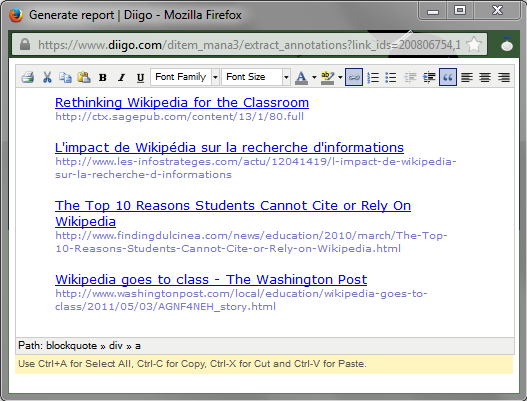 Generate report | Diigo - Mozilla Firefox
https://www.diigo.com/ditem_mana3/extract_annotations?link_ids=200806754,1
B I U Font Family Font Size A ab
Rethinking Wikipedia for the Classroom
http://ctx.sagepub.com/content/13/1/80.full
L'impact de Wikipédia sur la recherche d'informations
http://www.les-infostrateges.com/actu/12041419/l-impact-de-wikipedia-
sur-la-recherche-d-informations
The Top 10 Reasons Students Cannot Cite or Rely On
Wikipedia
http://www.findingdulcinea.com/news/education/2010/march/The-Top-
10-Reasons-Students-Cannot-Cite-or-Rely-on-Wikipedia.html
Wikipedia goes to class - The Washington Post
http://www.washingtonpost.com/local/education/wikipedia-goes-to-
class/2011/05/03/AGNF4NEH_story.html
Path: blockquote » div » a
Use Ctrl+A for Select All, Ctrl-C for Copy, Ctrl-X for Cut and Ctrl-V for Paste.